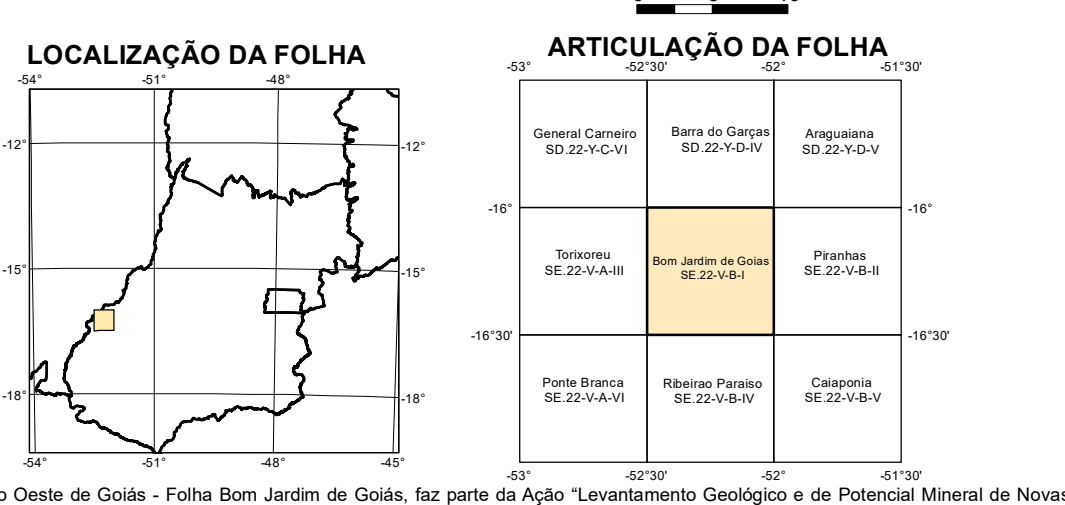 LOCALIZAÇÃO DA FOLHA
-54°
-51°
-48°
-12°
-12°
-15°
-15°
-18°
-18°
-54°
-51°
-48°
-45°
ARTICULAÇÃO DA FOLHA
-53°
-52°30'
-52°
-51°30'
General Carneiro
SD.22-Y-C-VI
Barra do Garças
SD.22-Y-D-IV
Araguaiana
SD.22-Y-D-V
-16°
-16°
Torixoreu
SE.22-V-A-III
Bom Jardim de Goias
SE.22-V-B-I
Piranhas
SE.22-V-B-II
-16°30'
-16°30'
Ponte Branca
SE.22-V-A-VI
Ribeirao Paraiso
SE.22-V-B-IV
Caiaponia
SE.22-V-B-V
-53°
-52°30'
-52°
-51°30'
o Oeste de Goiás - Folha Bom Jardim de Goiás, faz parte da Ação “Levantamento Geológico e de Potencial Mineral de Novas